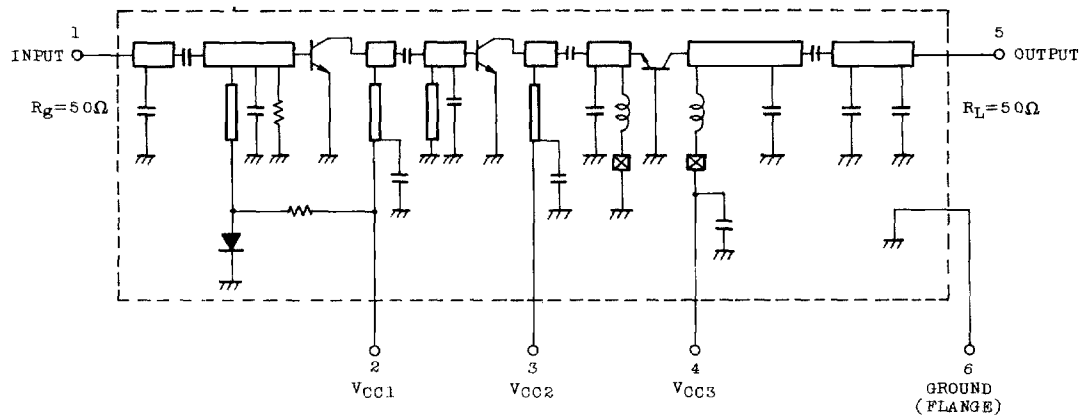 1
INPUT
Rg=50Ω
5
OUTPUT
RL=50Ω
2
VCC1
3
VCC2
4
VCC3
6
GROUND
(FLANGE)